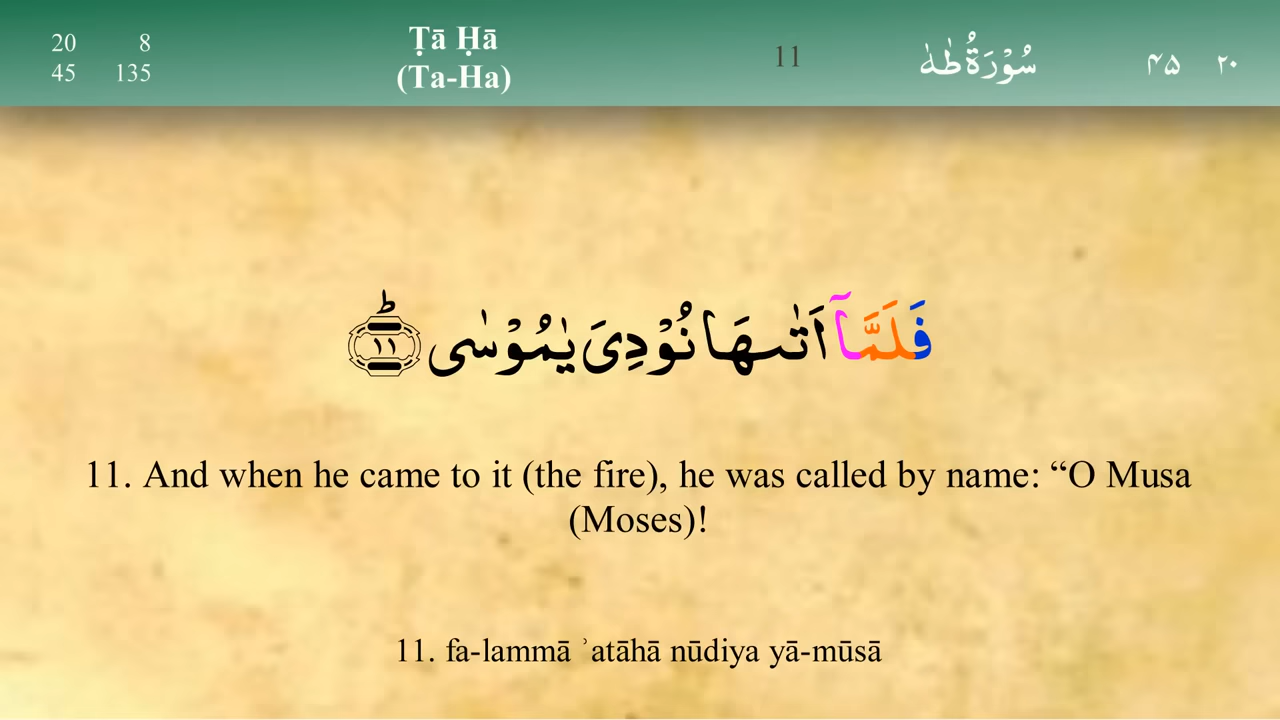 20 8
45 135
Ṭā Ḥā
(Ta-Ha)
11
سُوْرَةُ طٰهٰ
۴۵ ۲۰
فَلَمَّاۤ اَتٰىهَا نُوْدِیَ یٰمُوْسٰی ؕ ۱۱
11. And when he came to it (the fire), he was called by name: “O Musa
(Moses)!
11. fa-lammā ʾatāhā nūdiya yā-mūsā